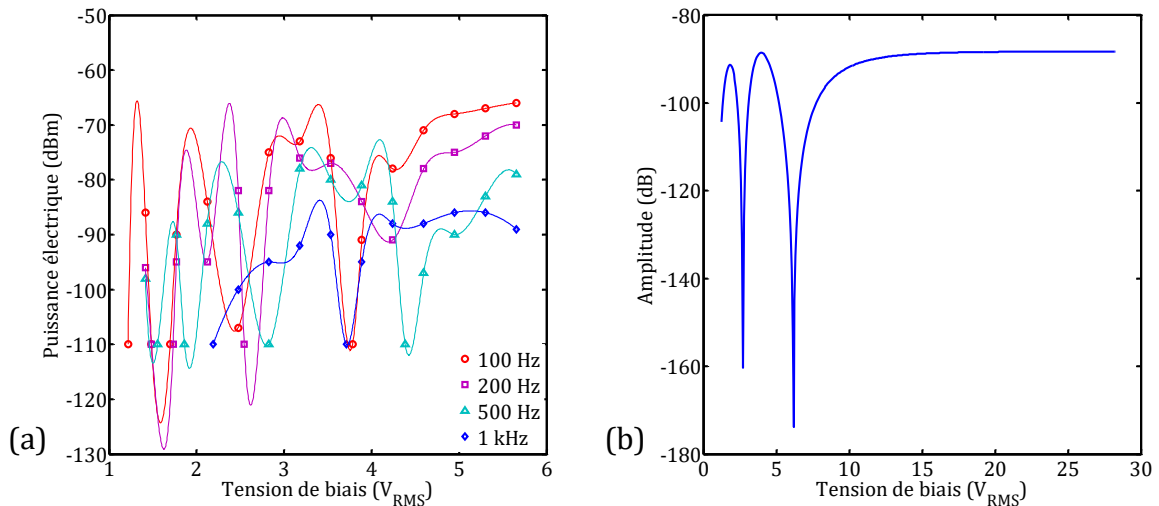 -50
-60
-70
-80
-90
-100
-110
-120
-130
1
2
3
4
5
6
Puissance électrique (dBm)
Tension de biais (V_RMS)
100 Hz
200 Hz
500 Hz
1 kHz
(a)
-80
-100
-120
-140
-160
-180
0
5
10
15
20
25
30
Amplitude (dB)
Tension de biais (V_RMS)
(b)